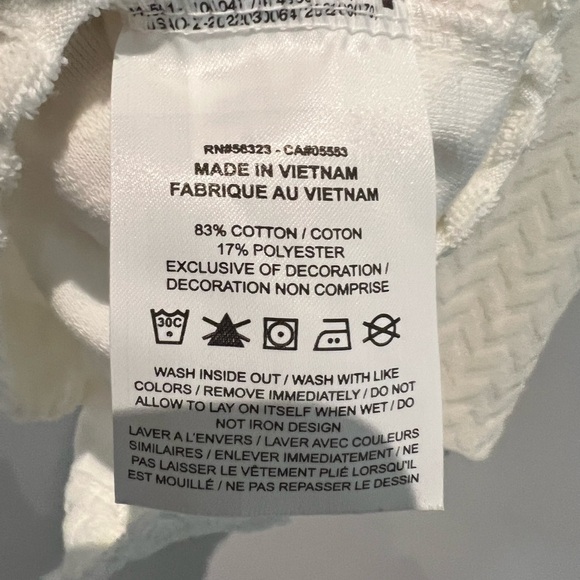 RN#56323 - CA#05553
MADE IN VIETNAM
FABRIQUE AU VIETNAM
83% COTTON / COTON
17% POLYESTER
EXCLUSIVE OF DECORATION /
DECORATION NON COMPRISE
30C
WASH INSIDE OUT / WASH WITH LIKE
COLORS / REMOVE IMMEDIATELY / DO NOT
ALLOW TO LAY ON ITSELF WHEN WET / DO
NOT IRON DESIGN
LAVER A L'ENVERS / LAVER AVEC COULEURS
SIMILAIRES / ENLEVER IMMEDIATEMENT / NE
PAS LAISSER LE VÊTEMENT PLIÉ LORSQU'IL
EST MOUILLÉ / NE PAS REPASSER LE DESSIN